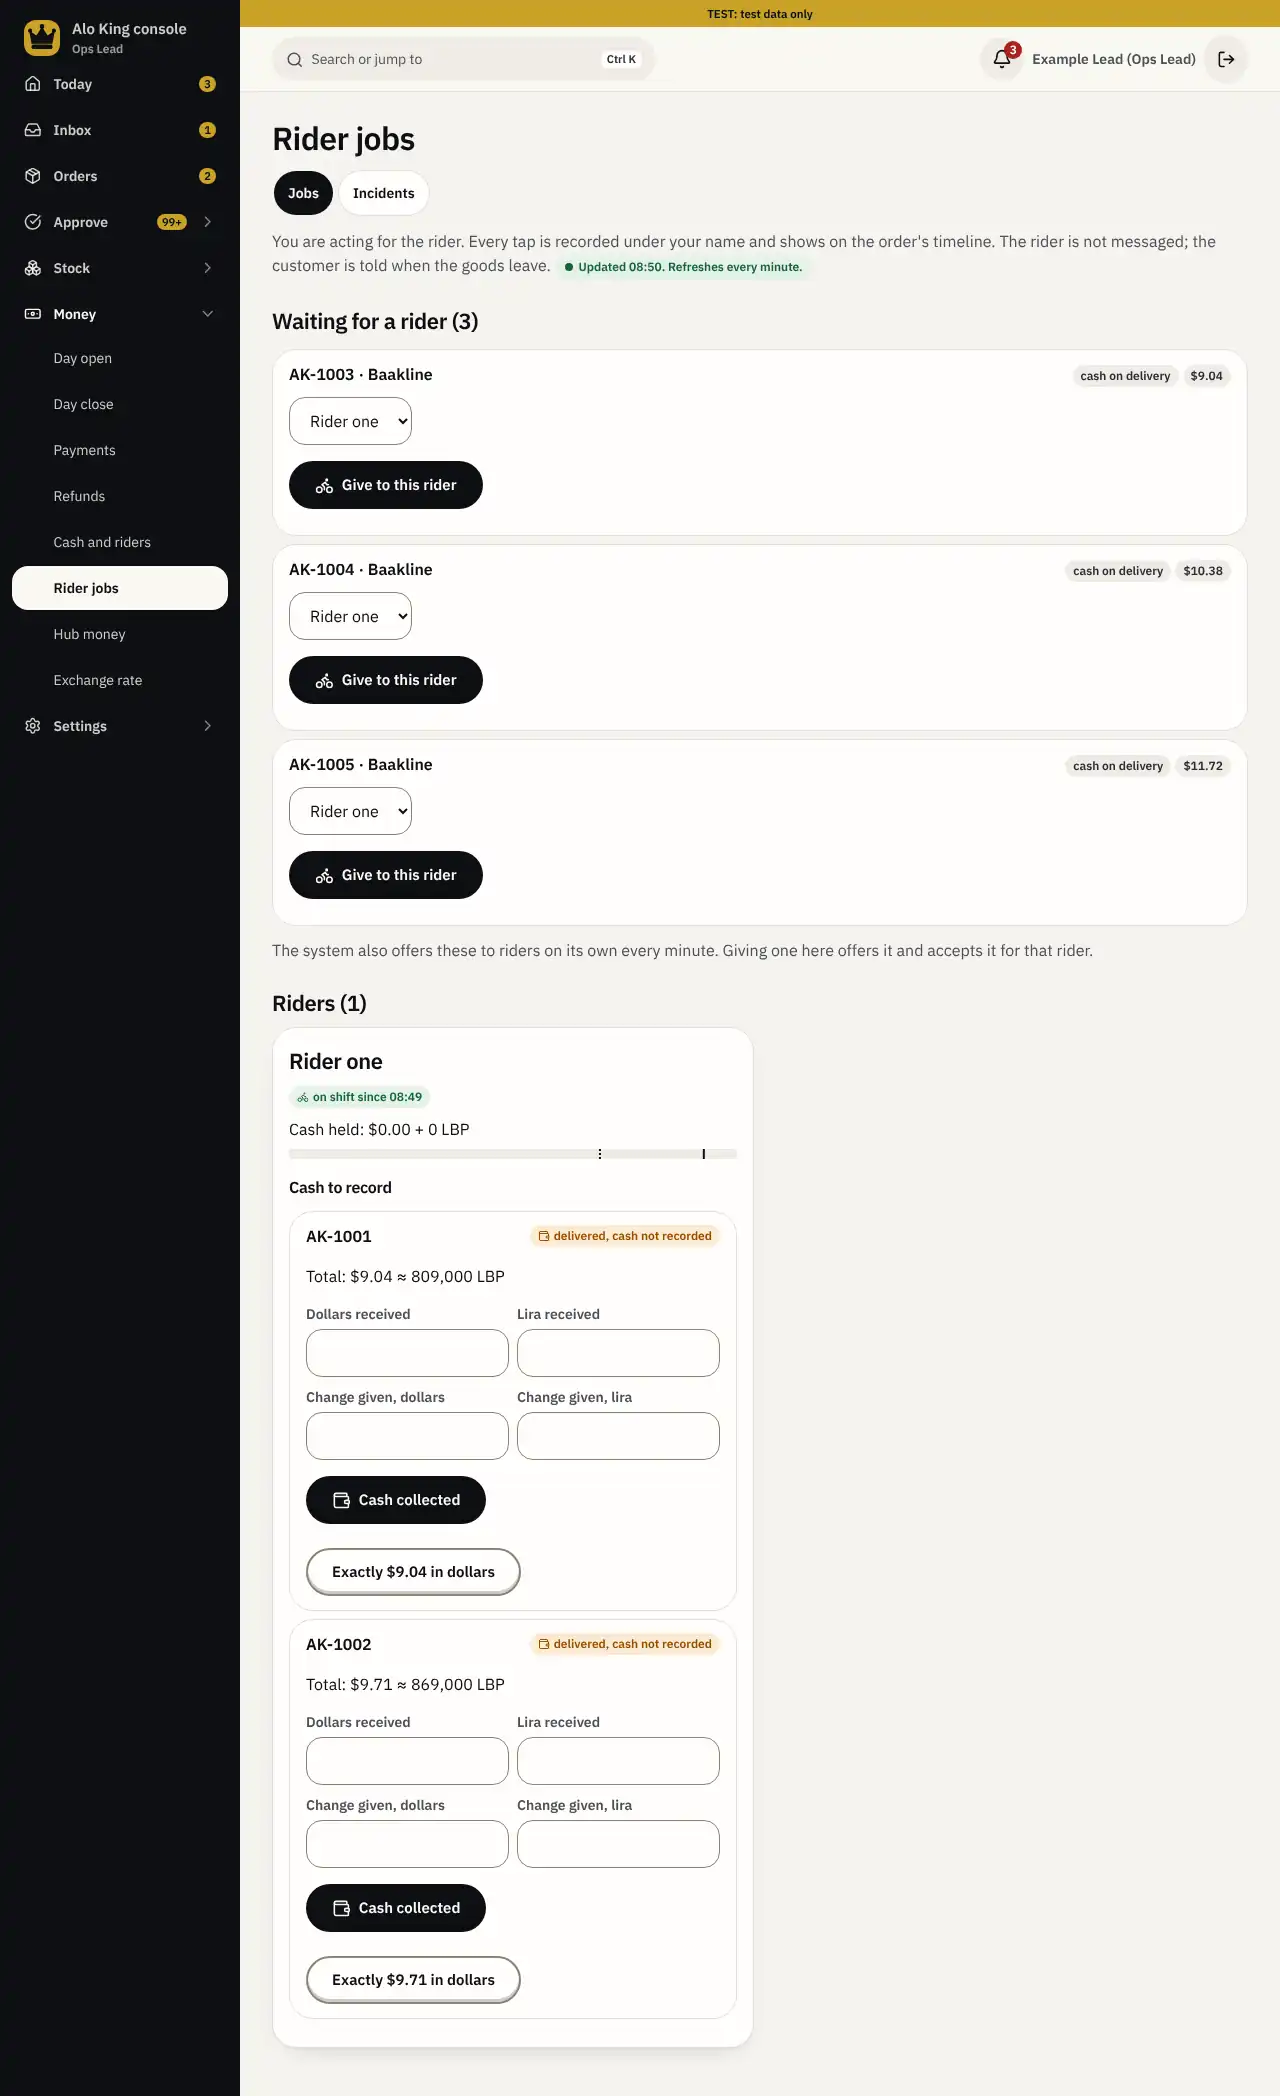 Alo King console
Ops Lead
Today 3
Inbox 1
Orders 2
Approve 99+
Stock
Money
Day open
Day close
Payments
Refunds
Cash and riders
Rider jobs
Hub money
Exchange rate
Settings
TEST: test data only
Search or jump to Ctrl K
3
Example Lead (Ops Lead)
Rider jobs
Jobs Incidents
You are acting for the rider. Every tap is recorded under your name and shows on the order's timeline. The rider is not messaged; the
customer is told when the goods leave. Updated 08:50. Refreshes every minute.
Waiting for a rider (3)
AK-1003 · Baakline cash on delivery $9.04
Rider one
Give to this rider
AK-1004 · Baakline cash on delivery $10.38
Rider one
Give to this rider
AK-1005 · Baakline cash on delivery $11.72
Rider one
Give to this rider
The system also offers these to riders on its own every minute. Giving one here offers it and accepts it for that rider.
Riders (1)
Rider one
on shift since 08:49
Cash held: $0.00 + 0 LBP
Cash to record
AK-1001 delivered, cash not recorded
Total: $9.04 ≈ 809,000 LBP
Dollars received Lira received
Change given, dollars Change given, lira
Cash collected
Exactly $9.04 in dollars
AK-1002 delivered, cash not recorded
Total: $9.71 ≈ 869,000 LBP
Dollars received Lira received
Change given, dollars Change given, lira
Cash collected
Exactly $9.71 in dollars